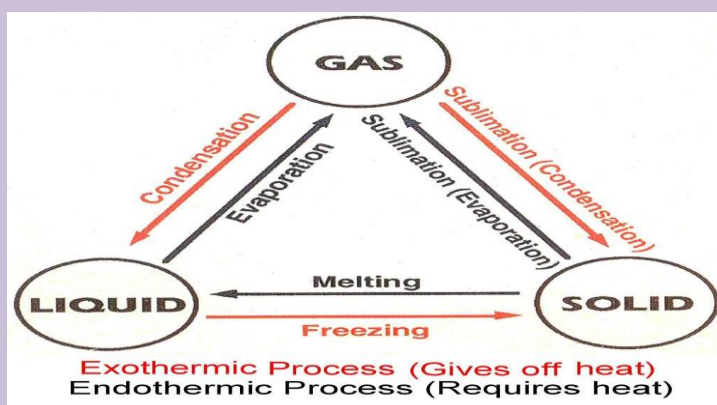 GAS
Condensation
Evaporation
Sublimation (Evaporation)
Sublimation (Condensation)
LIQUID
Melting
Freezing
SOLID
Exothermic Process (Gives off heat)
Endothermic Process (Requires heat)